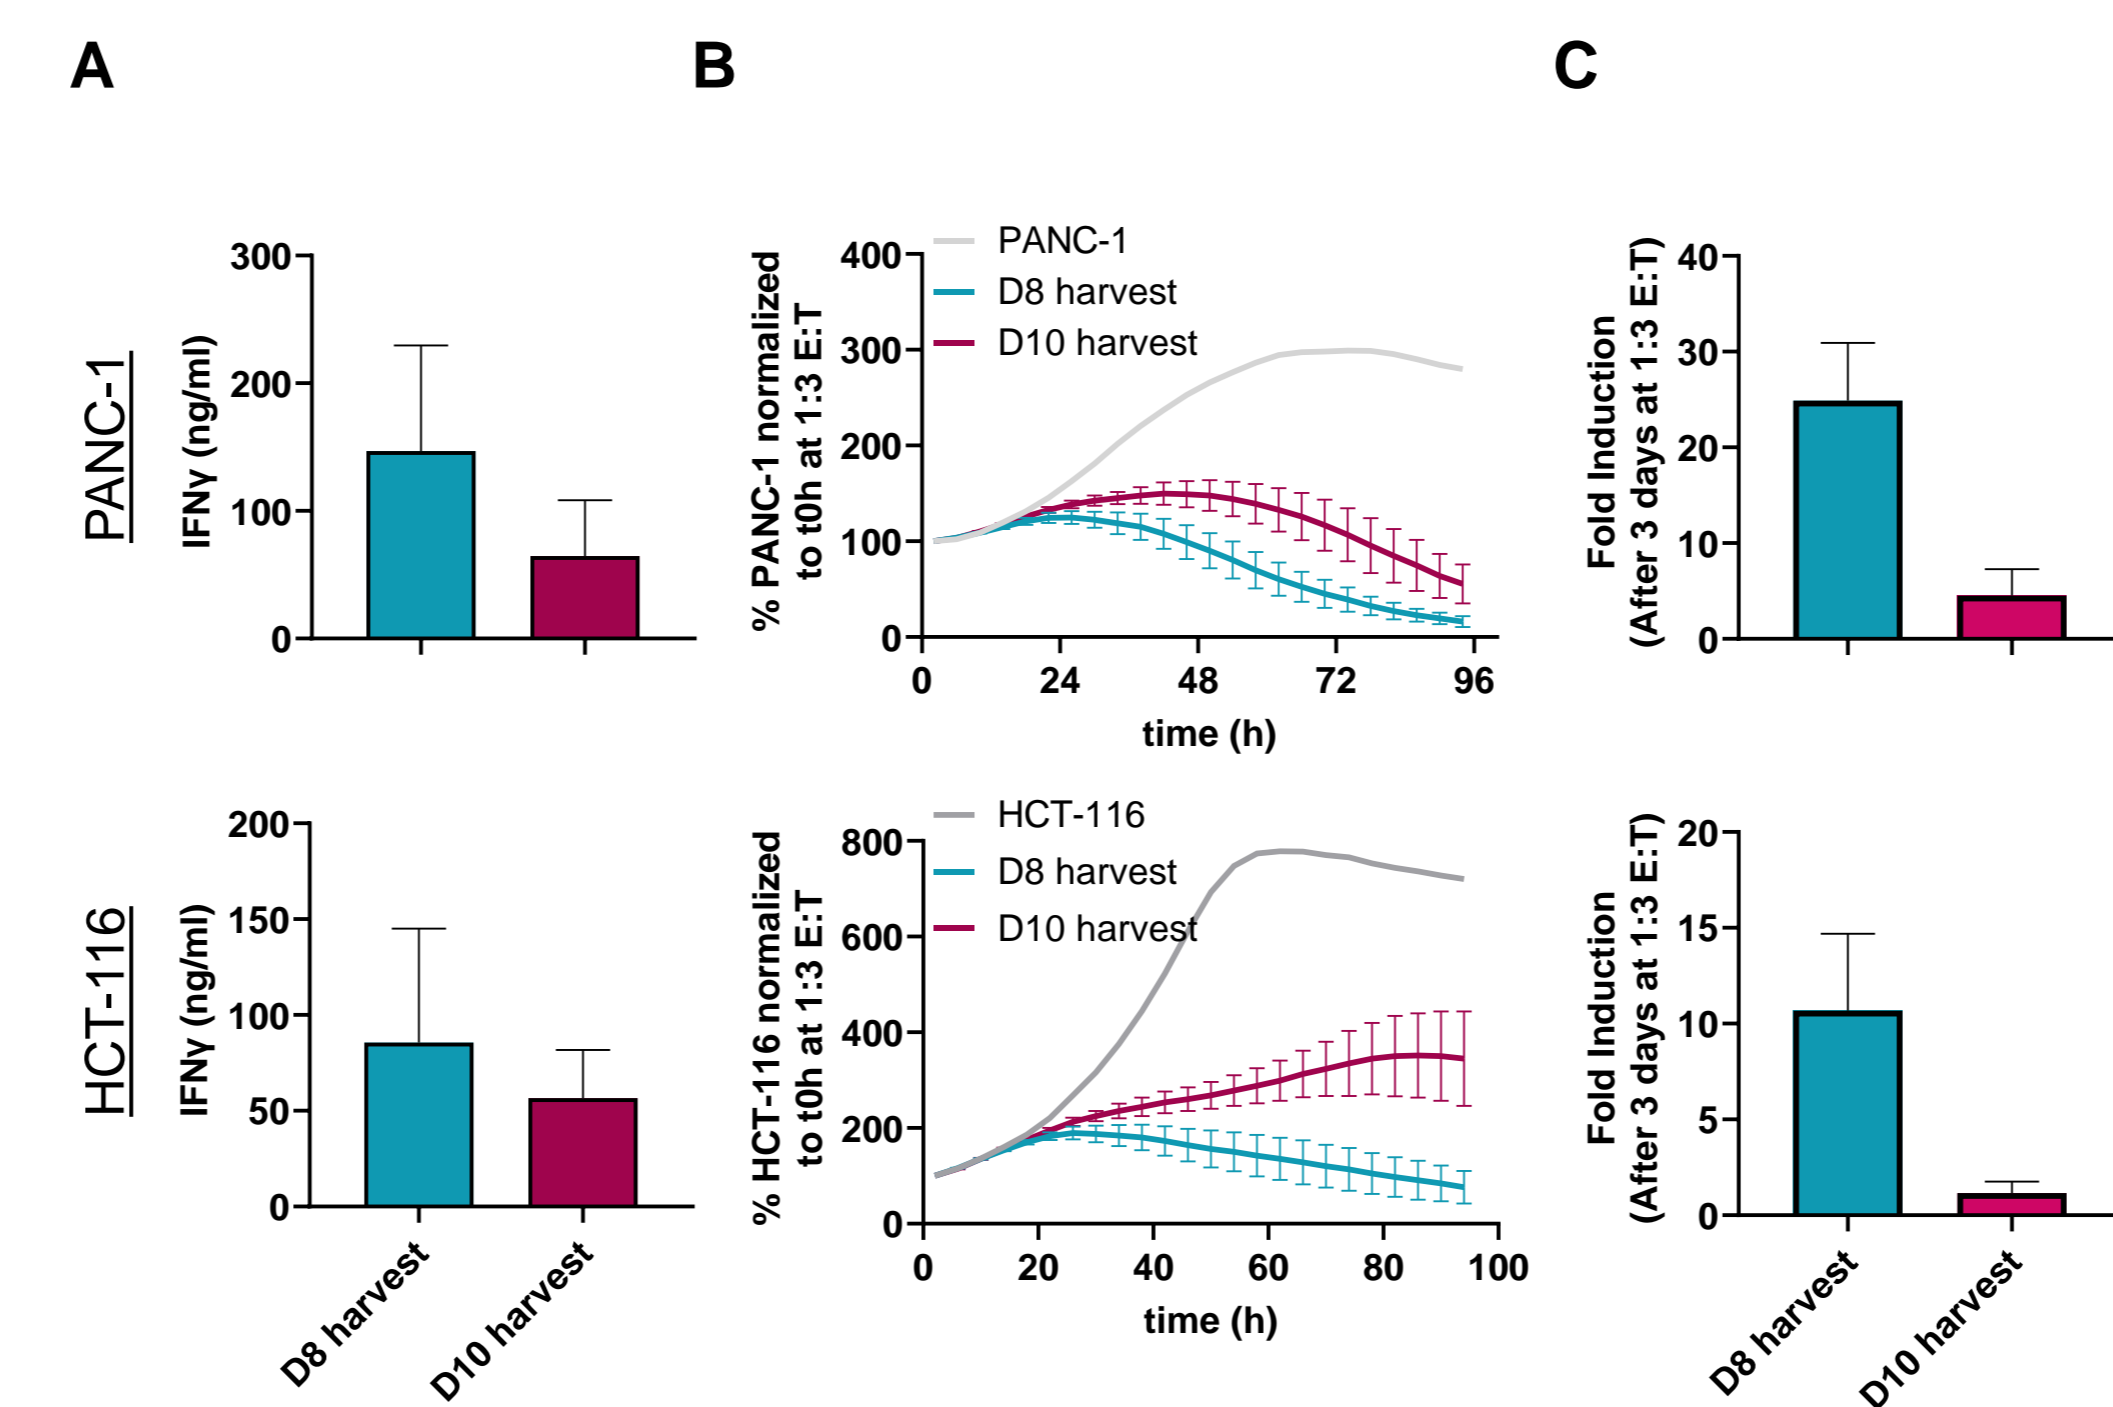 A
B
C
PANC-1
IFNγ (ng/ml)
300
200
100
0
% PANC-1 normalized
to t0h at 1:3 E:T
400
300
200
100
0
PANC-1
D8 harvest
D10 harvest
0
24
48
72
96
time (h)
Fold Induction
(After 3 days at 1:3 E:T)
40
30
20
10
0
HCT-116
IFNγ (ng/ml)
200
150
100
50
0
D8 harvest
D10 harvest
% HCT-116 normalized
to t0h at 1:3 E:T
800
600
400
200
0
HCT-116
D8 harvest
D10 harvest
0
20
40
60
80
100
time (h)
Fold Induction
(After 3 days at 1:3 E:T)
20
15
10
5
0
D8 harvest
D10 harvest